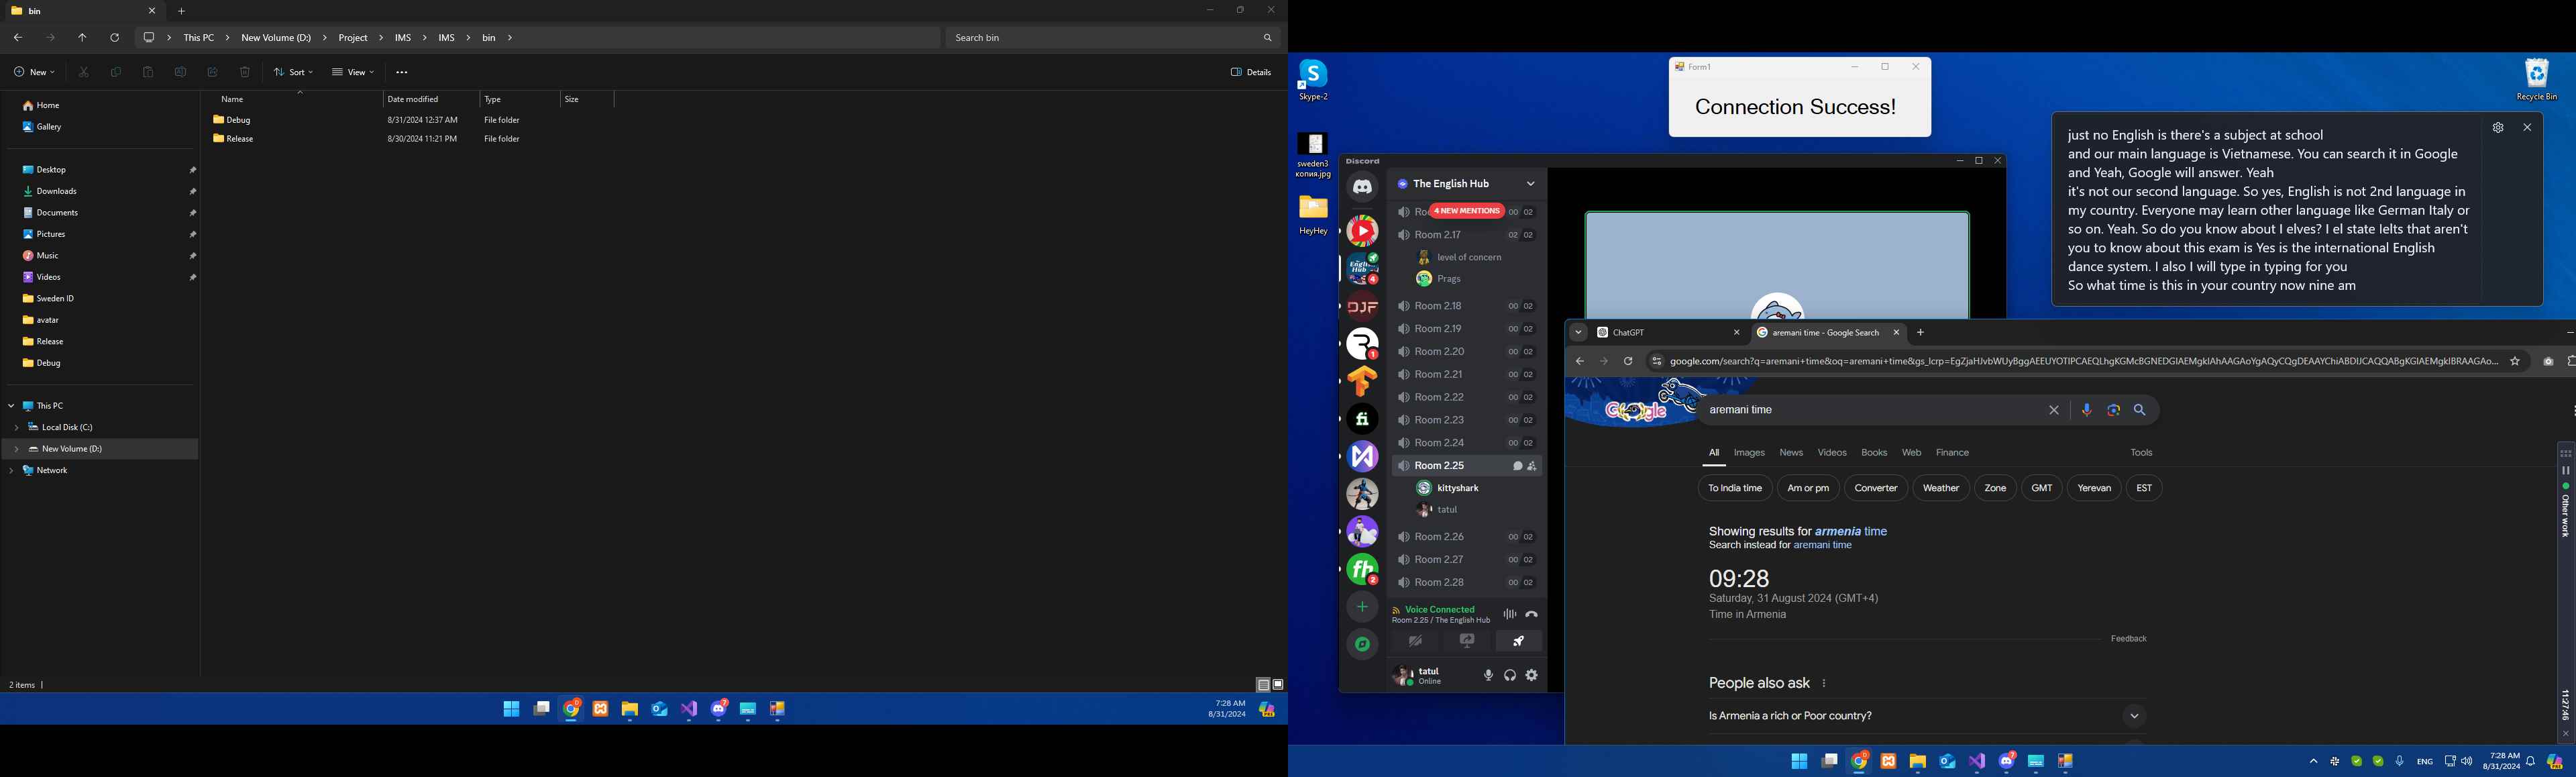 bin
This PC > New Volume (D:) > Project > IMS > IMS > bin >
Search bin
New
Sort
View
Details
Name
Date modified
Type
Size
Debug
8/31/2024 12:37 AM
File folder
Release
8/30/2024 11:21 PM
File folder
Home
Gallery
Desktop
Downloads
Documents
Pictures
Music
Videos
Sweden ID
avatar
Release
Debug
This PC
Local Disk (C:)
New Volume (D:)
Network
2 items
7:28 AM
8/31/2024
Skype-2
sweden3
копия.jpg
HeyHey
Recycle Bin
Form1
Connection Success!
just no English is there's a subject at school
and our main language is Vietnamese. You can search it in Google
and Yeah, Google will answer. Yeah
it's not our second language. So yes, English is not 2nd language in
my country. Everyone may learn other language like German Italy or
so on. Yeah. So do you know about I elves? I el state Ielts that aren't
you to know about this exam is Yes is the international English
dance system. I also I will type in typing for you
So what time is this in your country now nine am
Discord
The English Hub
4 NEW MENTIONS
00 02
Room 2.17
02 02
level of concern
Prags
Room 2.18
00 02
Room 2.19
00 02
Room 2.20
00 02
Room 2.21
00 02
Room 2.22
00 02
Room 2.23
00 02
Room 2.24
00 02
Room 2.25
kittyshark
tatul
Room 2.26
00 02
Room 2.27
00 02
Room 2.28
00 02
Voice Connected
Room 2.25 / The English Hub
tatul
Online
ChatGPT
aremani time - Google Search
Google
aremani time
All
Images
News
Videos
Books
Web
Finance
Tools
To India time
Am or pm
Converter
Weather
Zone
GMT
Yerevan
EST
Showing results for armenia time
Search instead for aremani time
09:28
Saturday, 31 August 2024 (GMT+4)
Time in Armenia
Feedback
People also ask
Is Armenia a rich or Poor country?
Other work
11:27:46
ENG
7:28 AM
8/31/2024